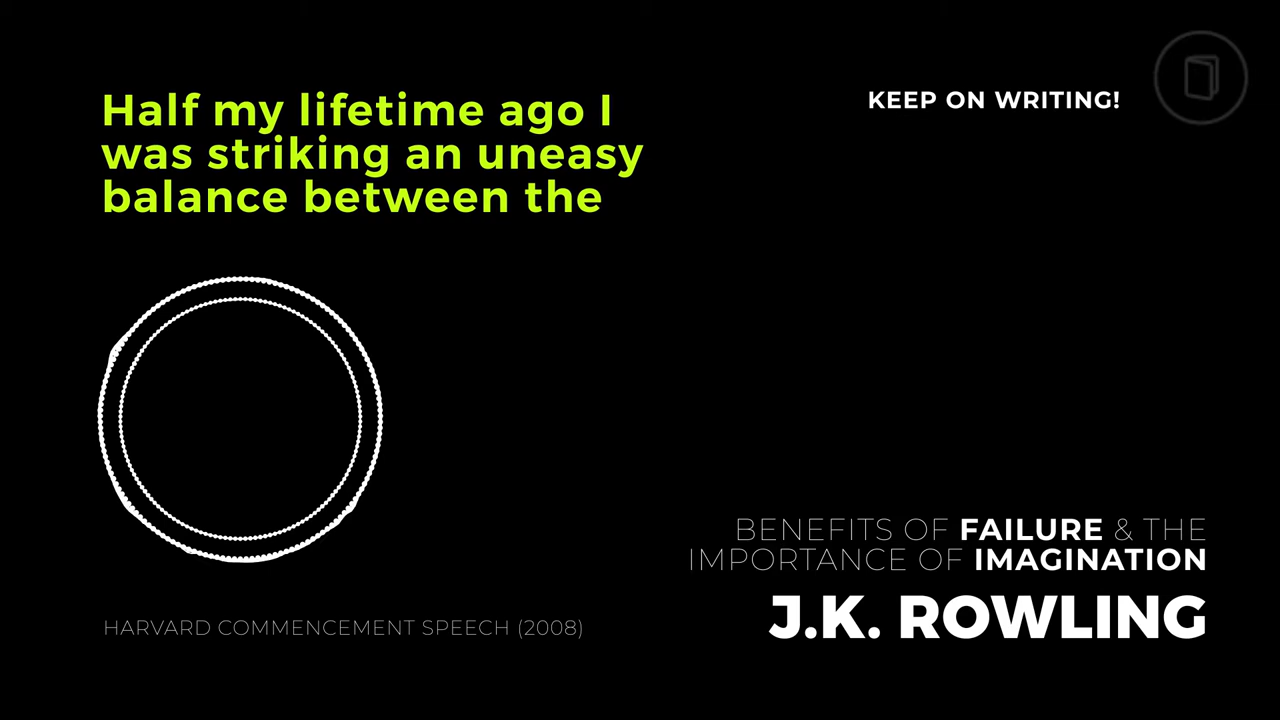 Half my lifetime ago I
was striking an uneasy
balance between the
KEEP ON WRITING!
BENEFITS OF FAILURE & THE
IMPORTANCE OF IMAGINATION
J.K. ROWLING
HARVARD COMMENCEMENT SPEECH (2008)